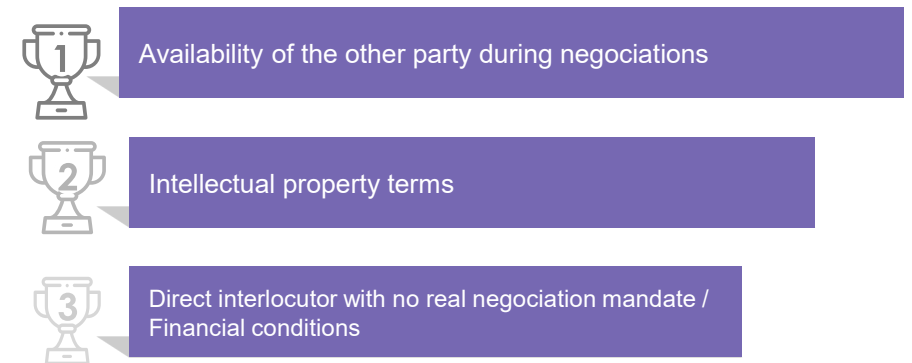 1
Availability of the other party during negociations
2
Intellectual property terms
3
Direct interlocutor with no real negociation mandate /
Financial conditions